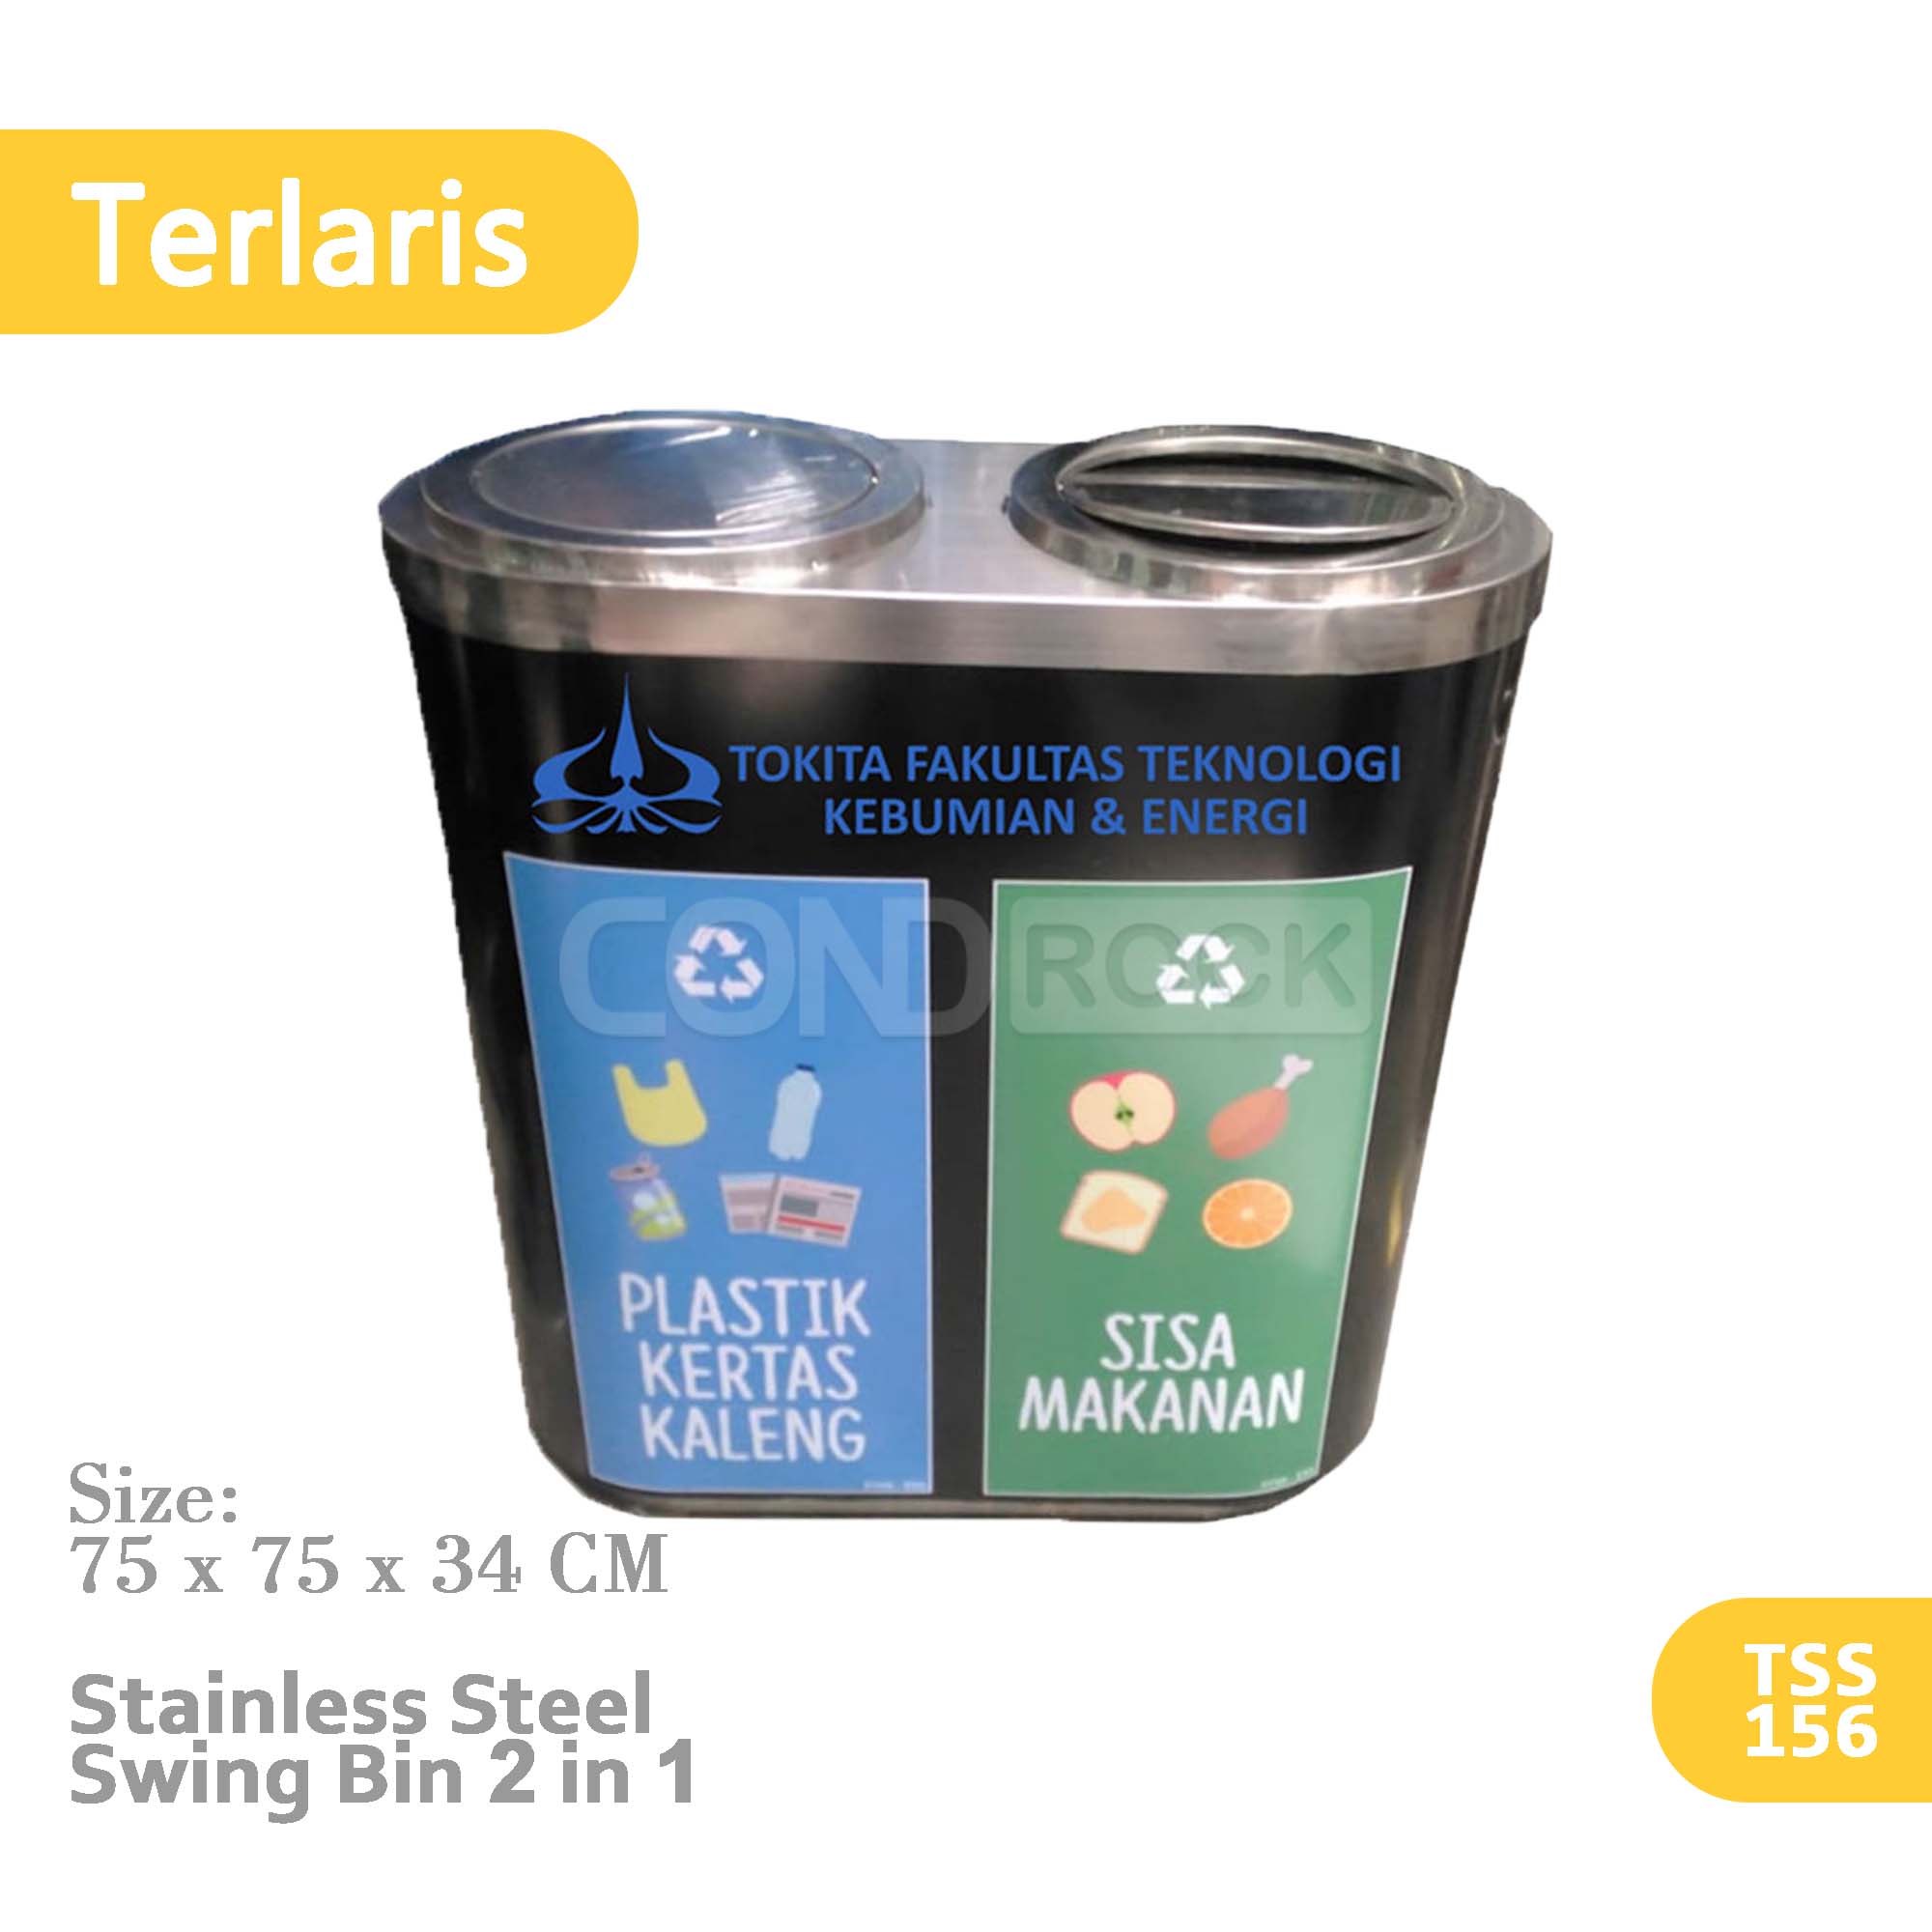 Terlaris
TOKITA FAKULTAS TEKNOLOGI
KEBUMIAN & ENERGI
CONDROCK
PLASTIK
KERTAS
KALENG
SISA
MAKANAN
Size:
75 x 75 x 34 CM
Stainless Steel
Swing Bin 2 in 1
TSS
156